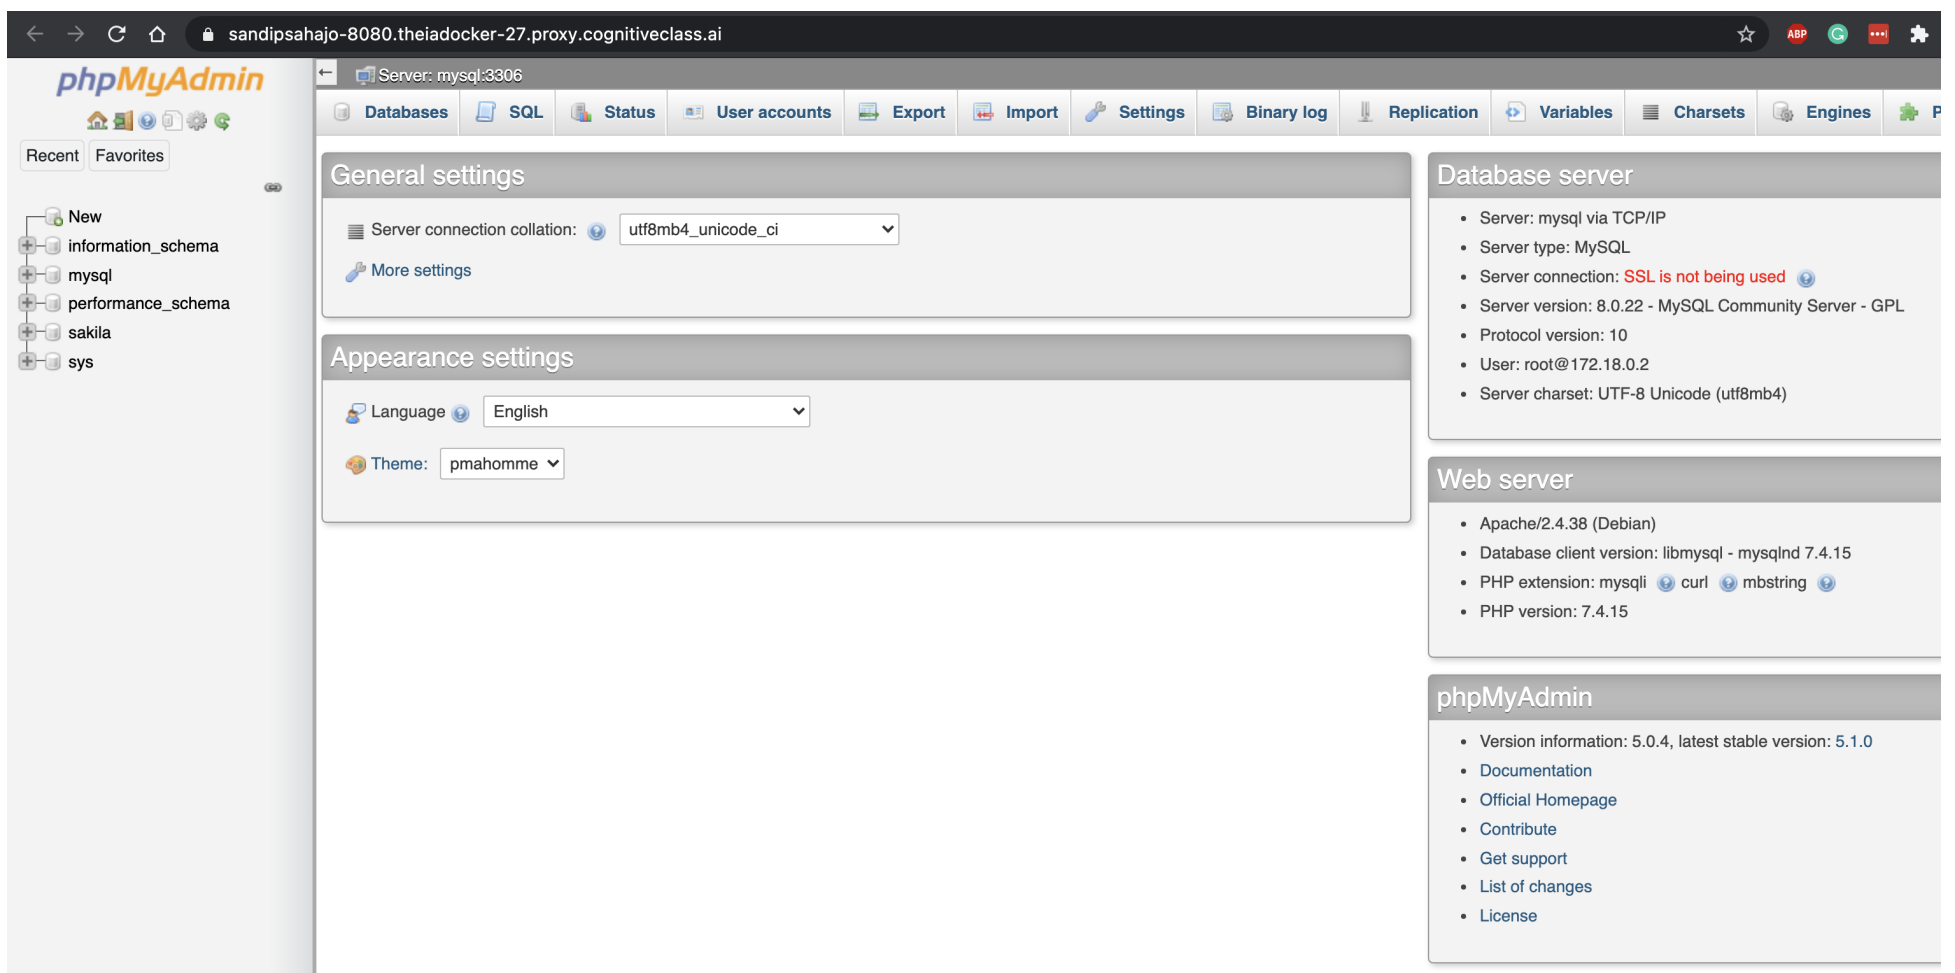 sandipsahajo-8080.theiadocker-27.proxy.cognitiveclass.ai
ABP
phpMyAdmin
Recent Favorites
New
information_schema
mysql
performance_schema
sakila
sys
Server: mysql:3306
Databases SQL Status User accounts Export Import Settings Binary log Replication Variables Charsets Engines P
General settings
Server connection collation: utf8mb4_unicode_ci
More settings
Appearance settings
Language English
Theme: pmahomme
Database server
• Server: mysql via TCP/IP
• Server type: MySQL
• Server connection: SSL is not being used
• Server version: 8.0.22 - MySQL Community Server - GPL
• Protocol version: 10
• User: root@172.18.0.2
• Server charset: UTF-8 Unicode (utf8mb4)
Web server
• Apache/2.4.38 (Debian)
• Database client version: libmysql - mysqlnd 7.4.15
• PHP extension: mysqli curl mbstring
• PHP version: 7.4.15
phpMyAdmin
• Version information: 5.0.4, latest stable version: 5.1.0
• Documentation
• Official Homepage
• Contribute
• Get support
• List of changes
• License